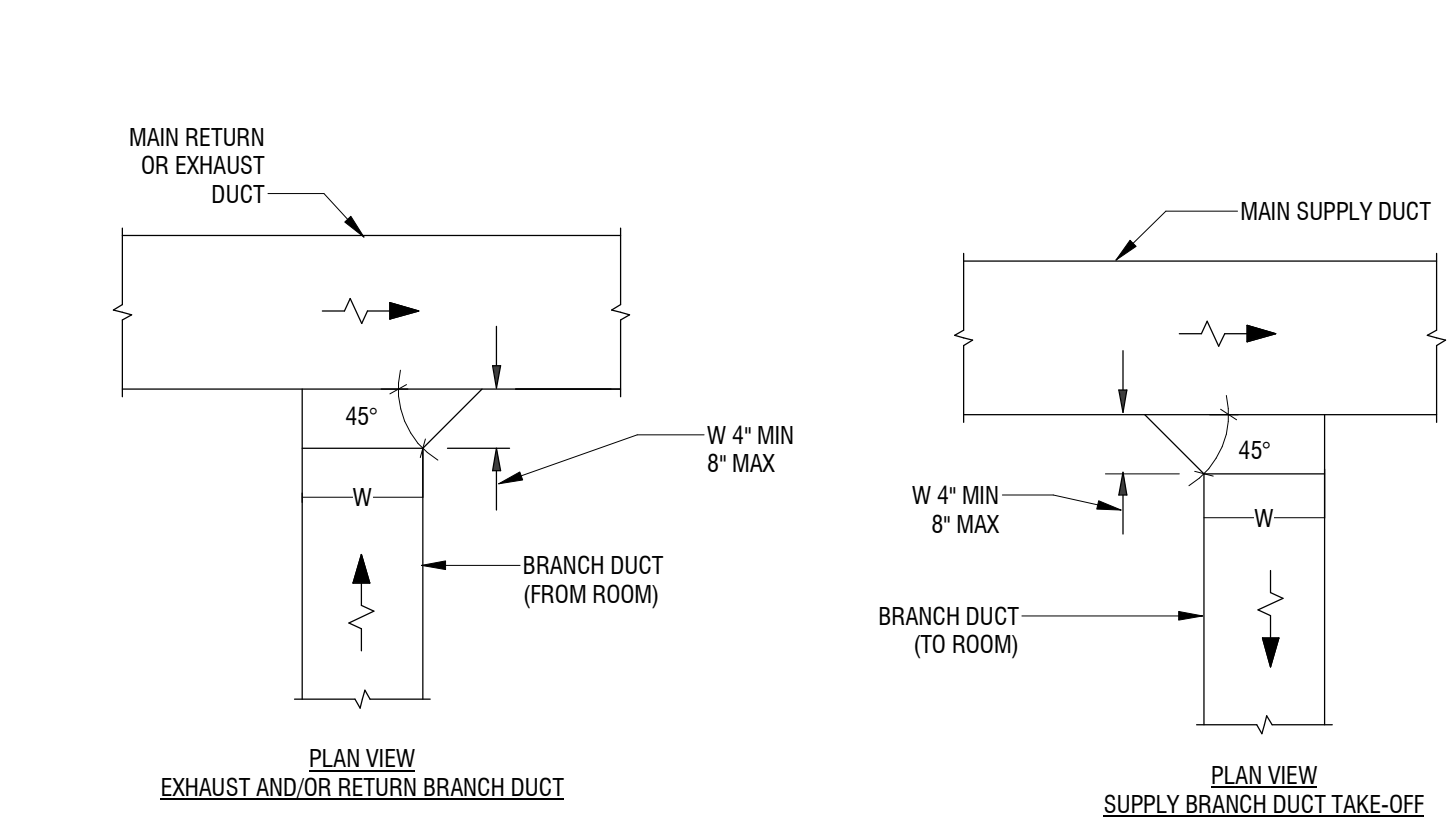 MAIN RETURN
OR EXHAUST
DUCT
45°
W 4" MIN
8" MAX
W
BRANCH DUCT
(FROM ROOM)
PLAN VIEW
EXHAUST AND/OR RETURN BRANCH DUCT
MAIN SUPPLY DUCT
45°
W 4" MIN
8" MAX
W
BRANCH DUCT
(TO ROOM)
PLAN VIEW
SUPPLY BRANCH DUCT TAKE-OFF